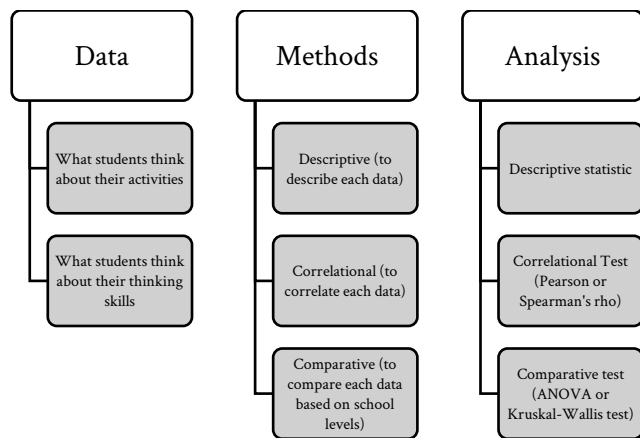 Data
What students think
about their activities
What students think
about their thinking
skills
Methods
Descriptive (to
describe each data)
Correlational (to
correlate each data)
Comparative (to
compare each data
based on school
levels)
Analysis
Descriptive statistic
Correlational Test
(Pearson or
Spearman's rho)
Comparative test
(ANOVA or
Kruskal-Wallis test)